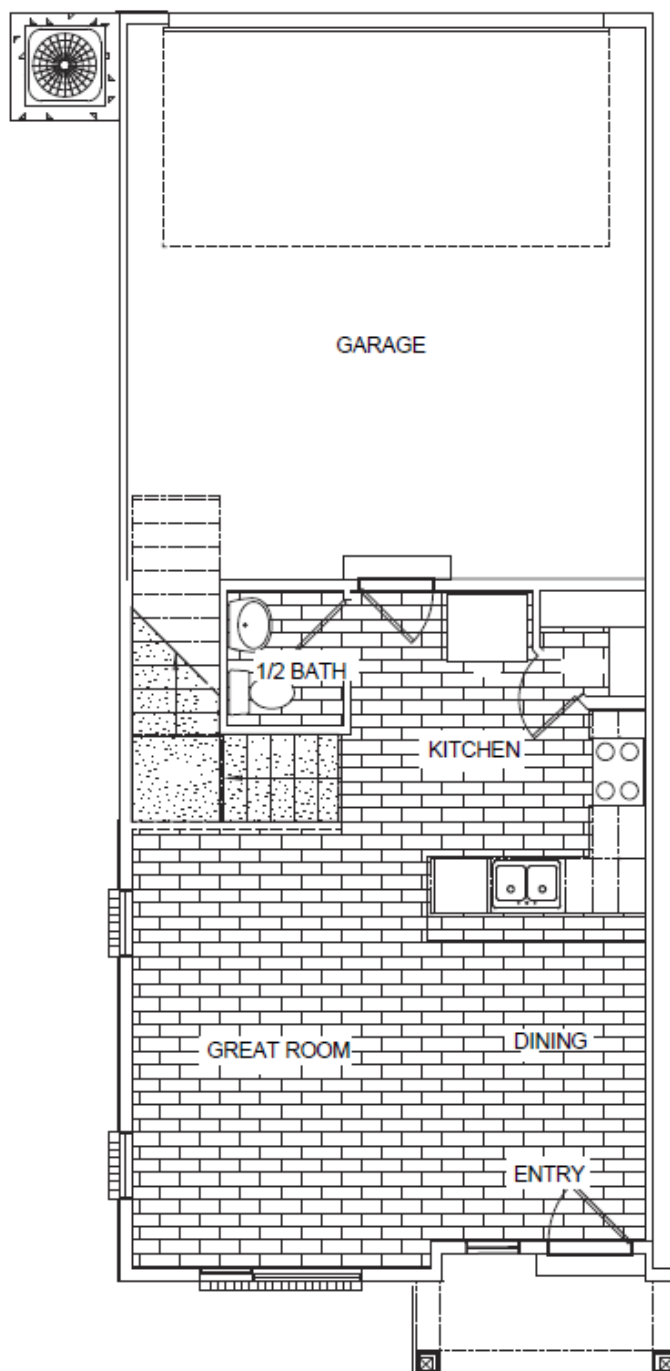 GARAGE
1/2 BATH
KITCHEN
GREAT ROOM
DINING
ENTRY